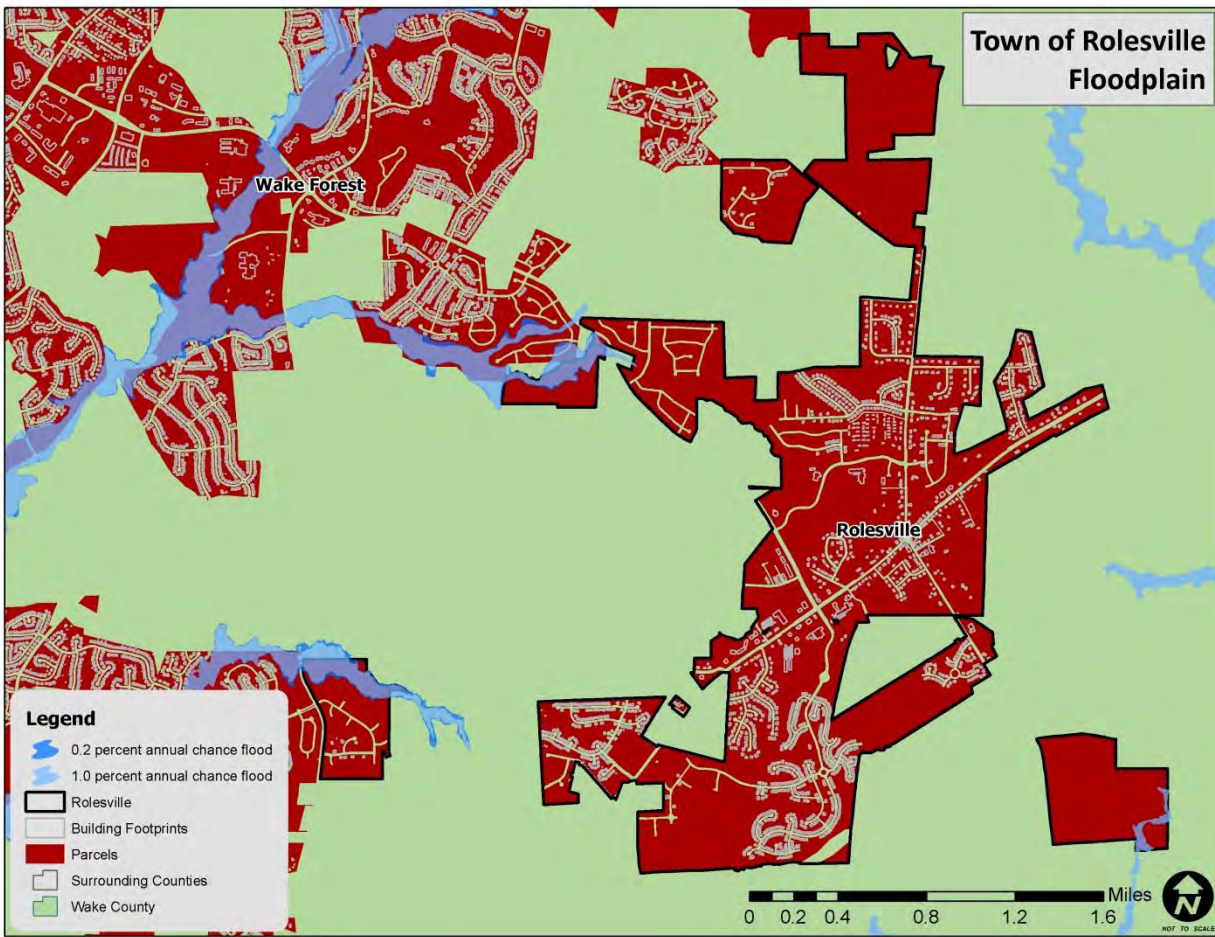 Town of Rolesville
Floodplain
Wake Forest
Rolesville
Legend
0.2 percent annual chance flood
1.0 percent annual chance flood
Rolesville
Building Footprints
Parcels
Surrounding Counties
Wake County
Miles
0 0.2 0.4 0.8 1.2 1.6
N
NOT TO SCALE